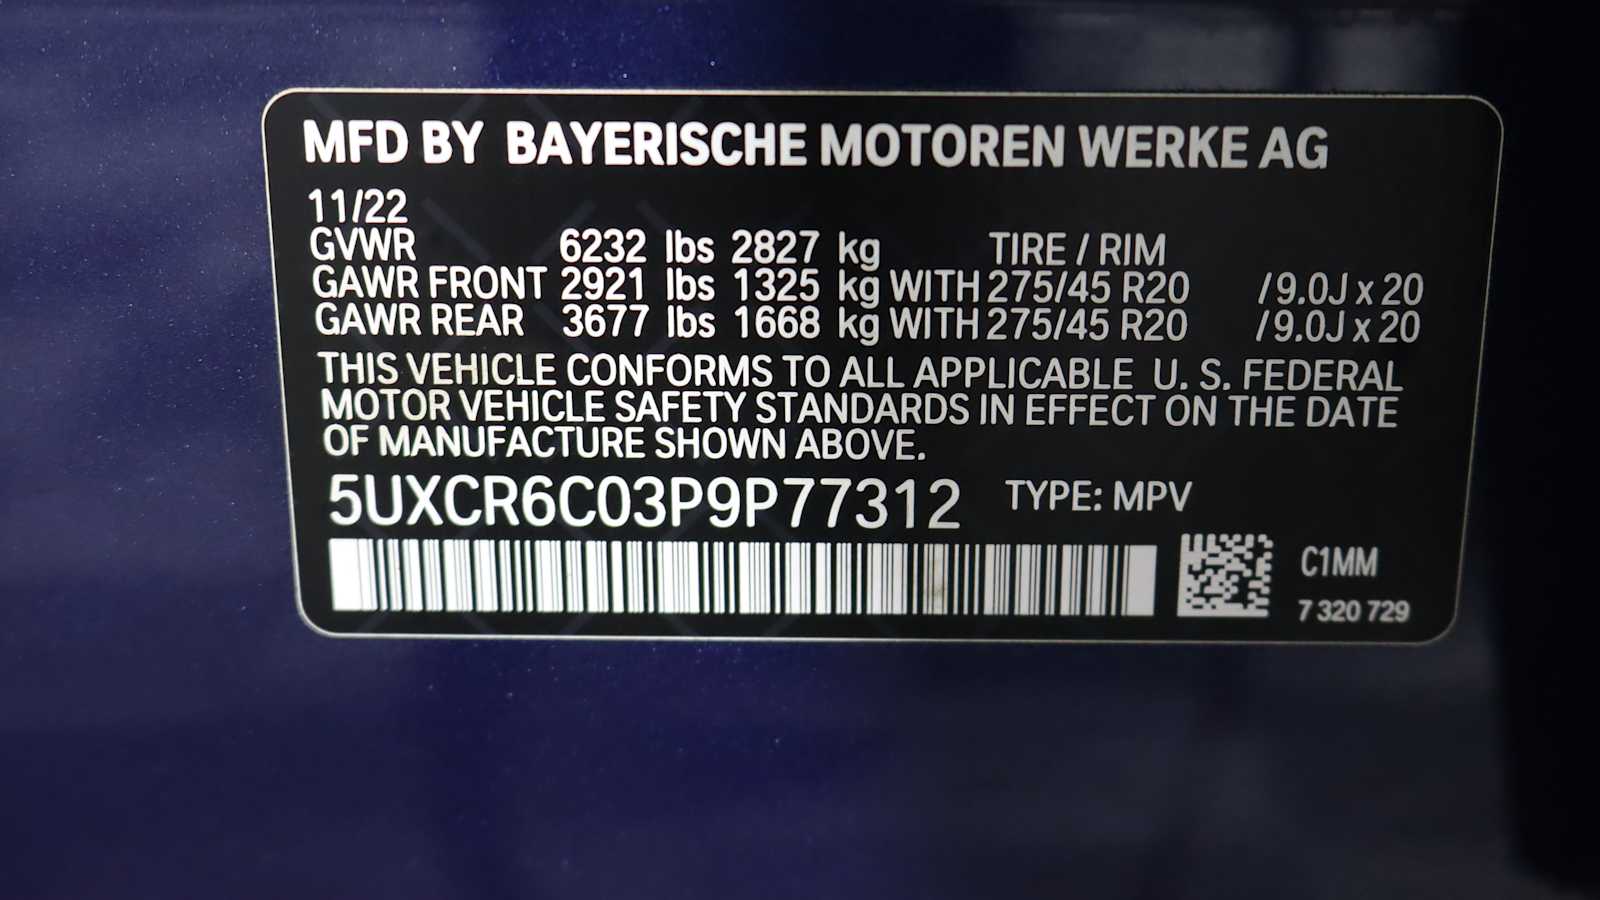 MFD BY BAYERISCHE MOTOREN WERKE AG
11/22
GVWR 6232 lbs 2827 kg TIRE / RIM
GAWR FRONT 2921 lbs 1325 kg WITH 275/45 R20 /9.0J x 20
GAWR REAR 3677 lbs 1668 kg WITH 275/45 R20 /9.0J x 20
THIS VEHICLE CONFORMS TO ALL APPLICABLE U. S. FEDERAL
MOTOR VEHICLE SAFETY STANDARDS IN EFFECT ON THE DATE
OF MANUFACTURE SHOWN ABOVE.
5UXCR6C03P9P77312 TYPE: MPV
C1MM
7 320 729